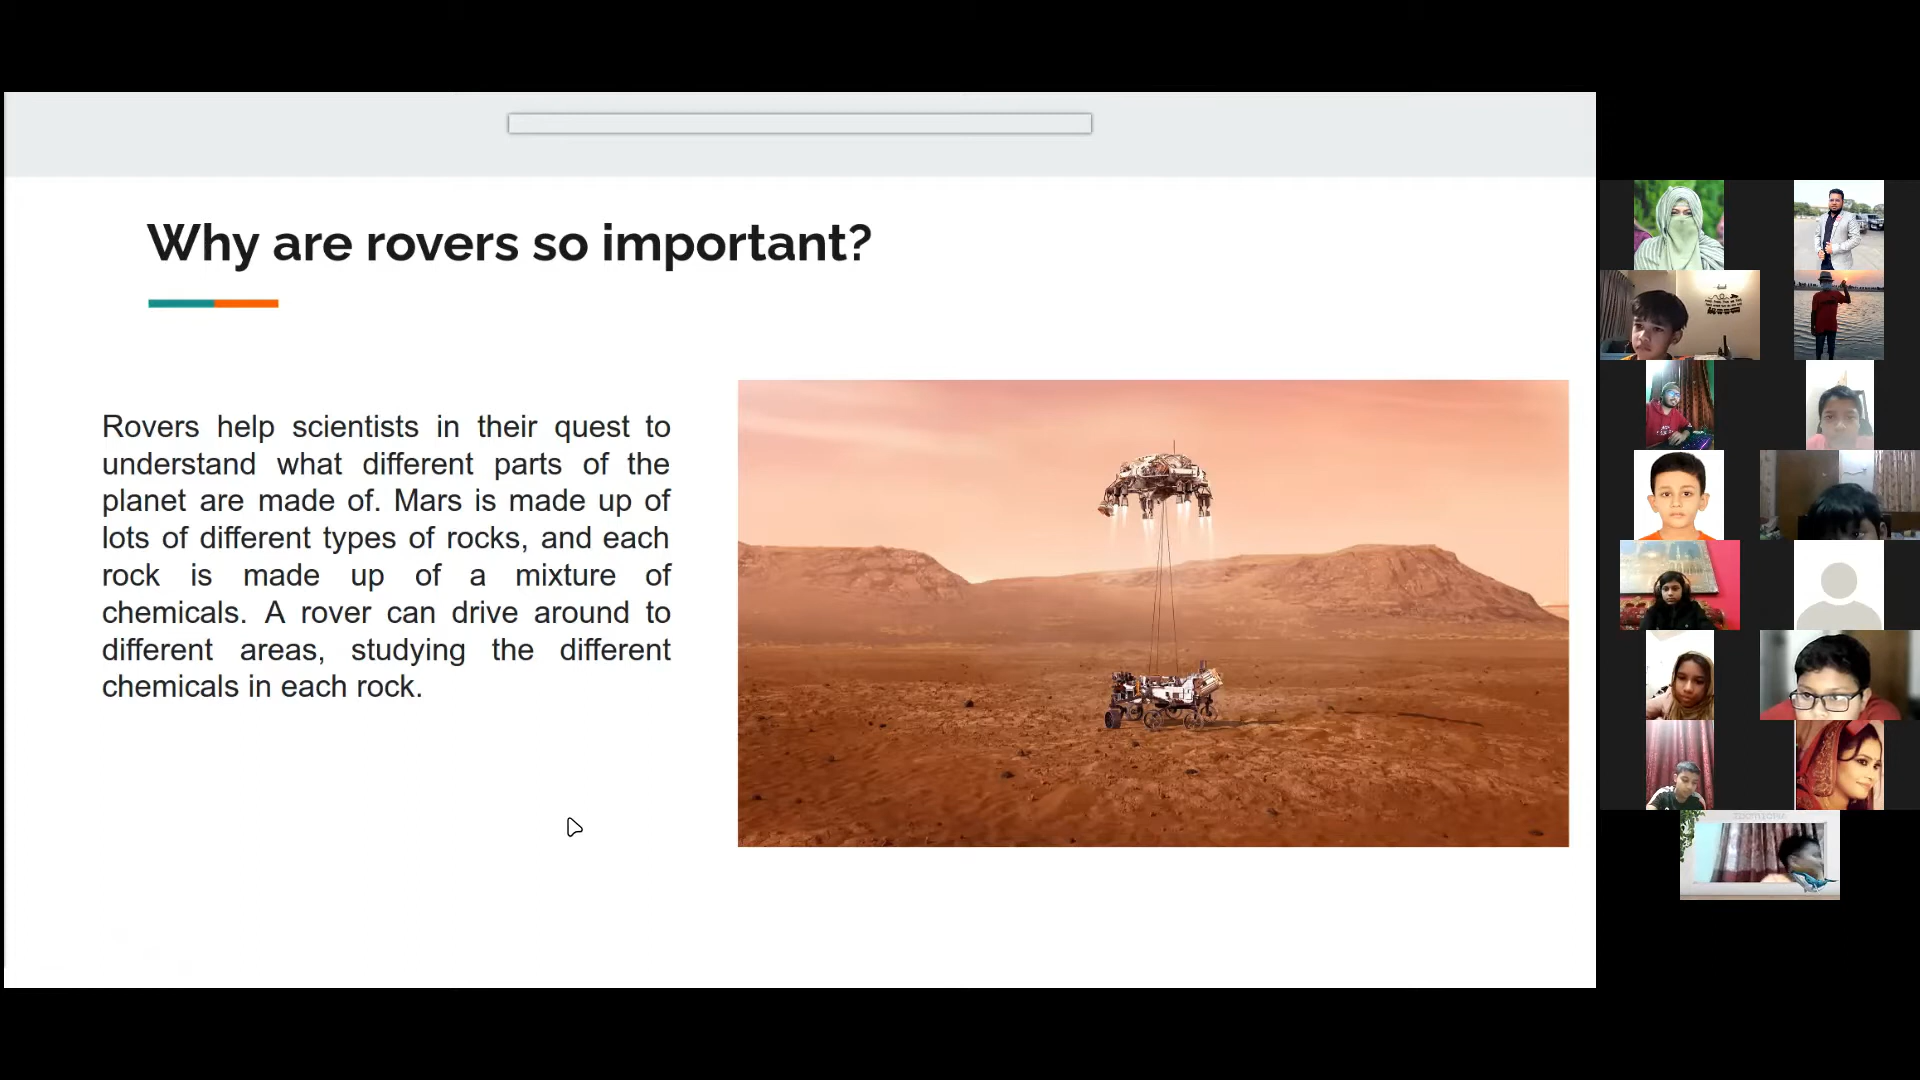 Why are rovers so important?
Rovers help scientists in their quest to
understand what different parts of the
planet are made of. Mars is made up of
lots of different types of rocks, and each
rock is made up of a mixture of
chemicals. A rover can drive around to
different areas, studying the different
chemicals in each rock.